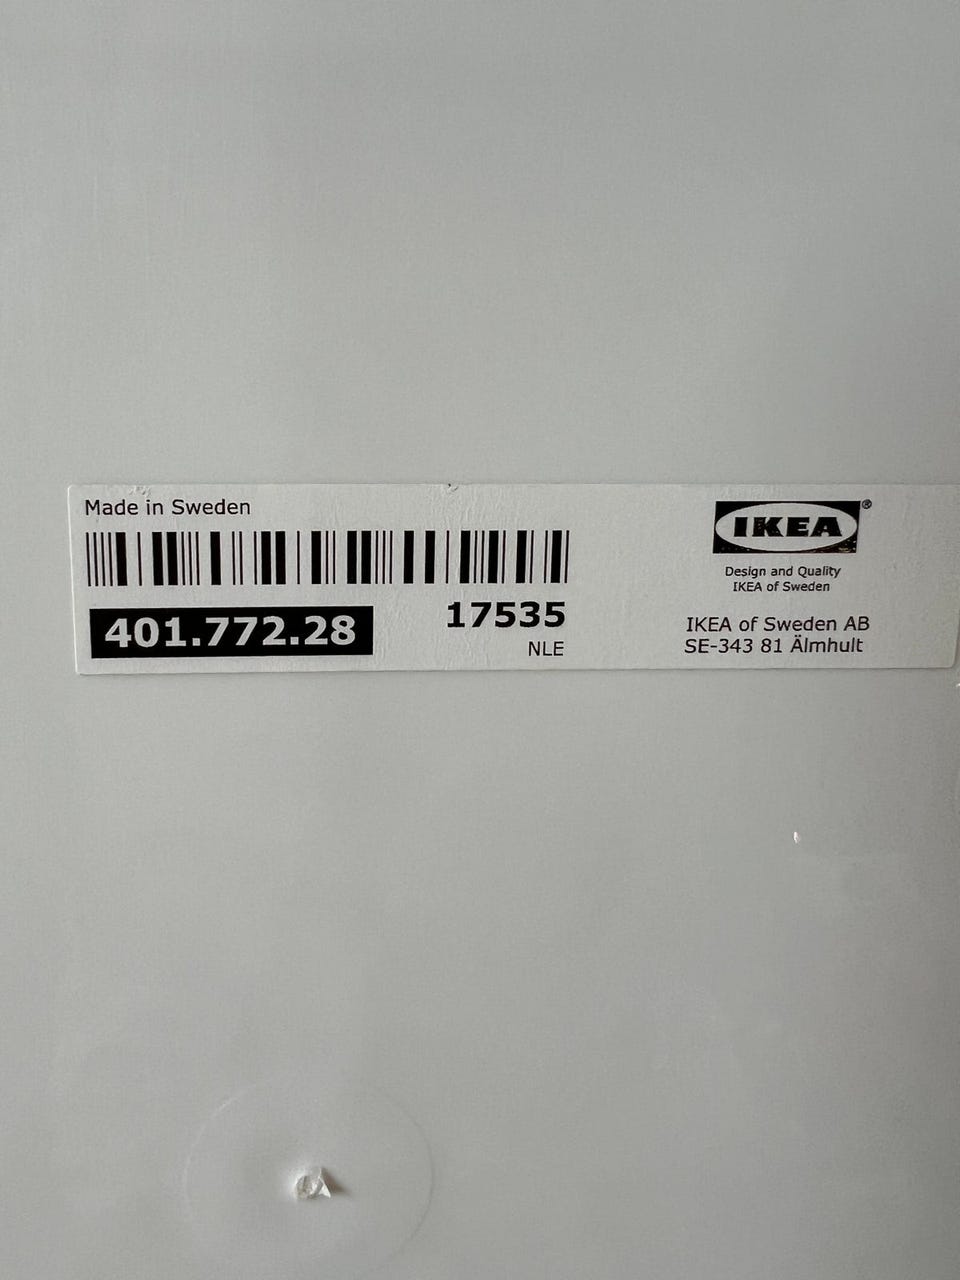 Made in Sweden
401.772.28
17535
NLE
IKEA®
Design and Quality
IKEA of Sweden
IKEA of Sweden AB
SE-343 81 Älmhult